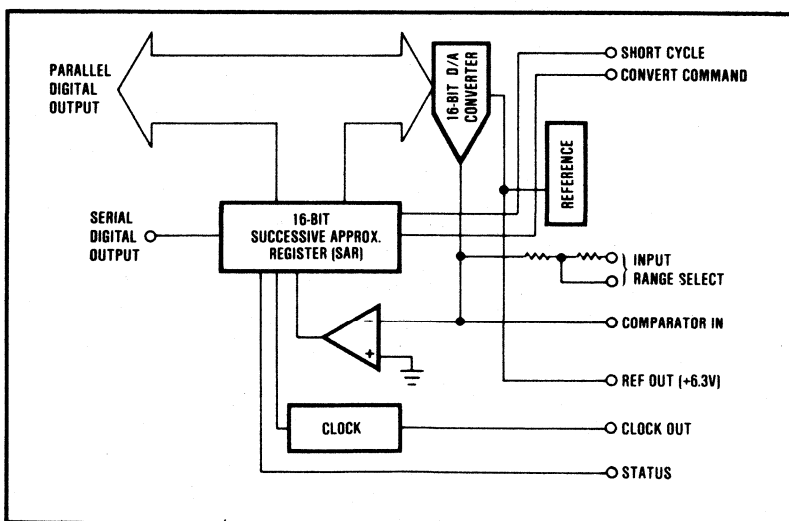 PARALLEL
DIGITAL
OUTPUT
16-BIT D/A
CONVERTER
SHORT CYCLE
CONVERT COMMAND
REFERENCE
SERIAL
DIGITAL
OUTPUT
16-BIT
SUCCESSIVE APPROX.
REGISTER (SAR)
INPUT
RANGE SELECT
−
+
COMPARATOR IN
REF OUT (+6.3V)
CLOCK
CLOCK OUT
STATUS